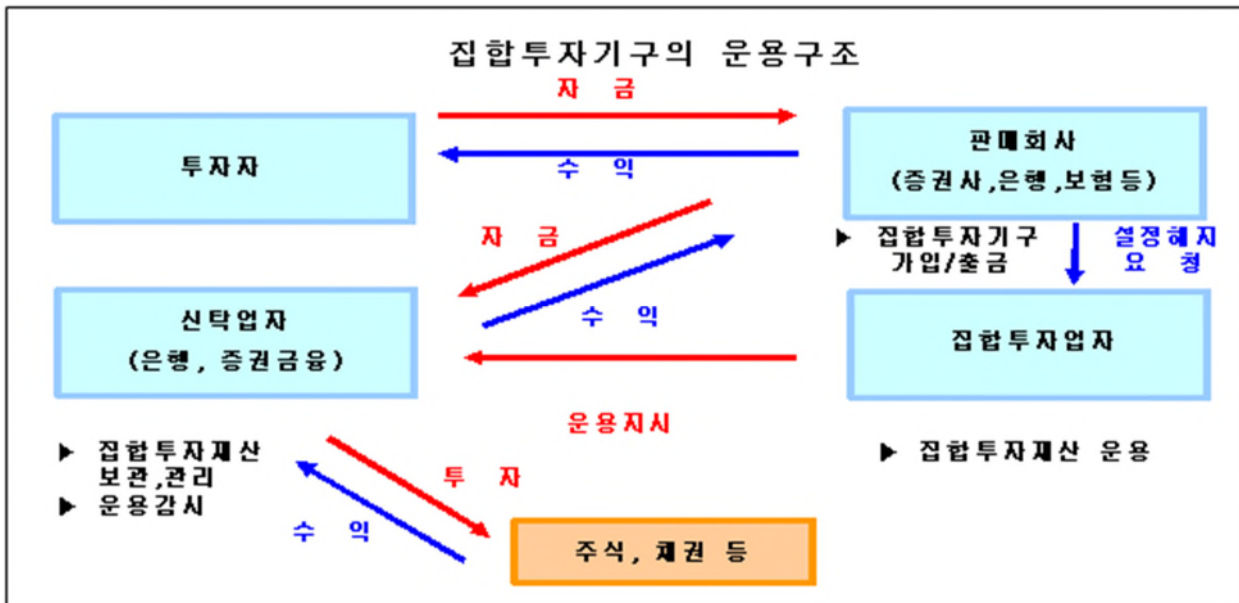 집합투자기구의 운용구조
자 금
투자자
수 익
판매회사
(증권사,은행,보험등)
자 금
▶ 집합투자기구
가입/출금
설정해지
요 청
수 익
신탁업자
(은행, 증권금융)
집합투자업자
운용지시
▶ 집합투자재산
보관,관리
▶ 운용감시
▶ 집합투자재산 운용
투 자
수 익
주식, 채권 등